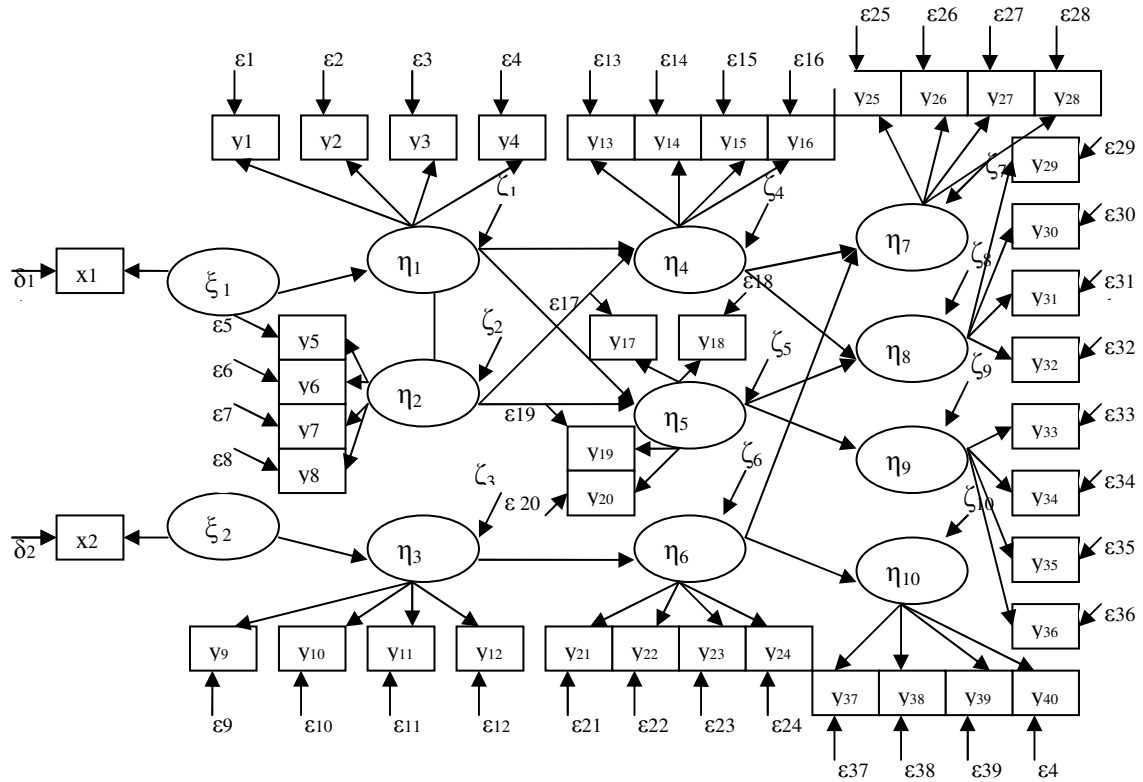 ε25 ε26 ε27 ε28
ε1 ε2 ε3 ε4 ε13 ε14 ε15 ε16
y25 y26 y27 y28
y1 y2 y3 y4 y13 y14 y15 y16
ε29
y29
ζ1 ζ4 ζ7
ε30
y30
η1 η4 η7
δ1 x1 ξ1
ζ8
ε18
ε31
y31
ε17
ε5 y5 ζ2
y17 y18 ζ5 η8
ε32
y32
ε6 y6
ζ9
η2
ε7 y7
ε19 η5
ε33
y33
ε8 y8
y19 ζ6 η9
ζ3 ε 20 y20
ε34
y34
ζ10
δ2 x2 ξ2
η3 η6
ε35
y35
η10
ε36
y36
y9 y10 y11 y12 y21 y22 y23 y24
y37 y38 y39 y40
ε9 ε10 ε11 ε12 ε21 ε22 ε23 ε24
ε37 ε38 ε39 ε4